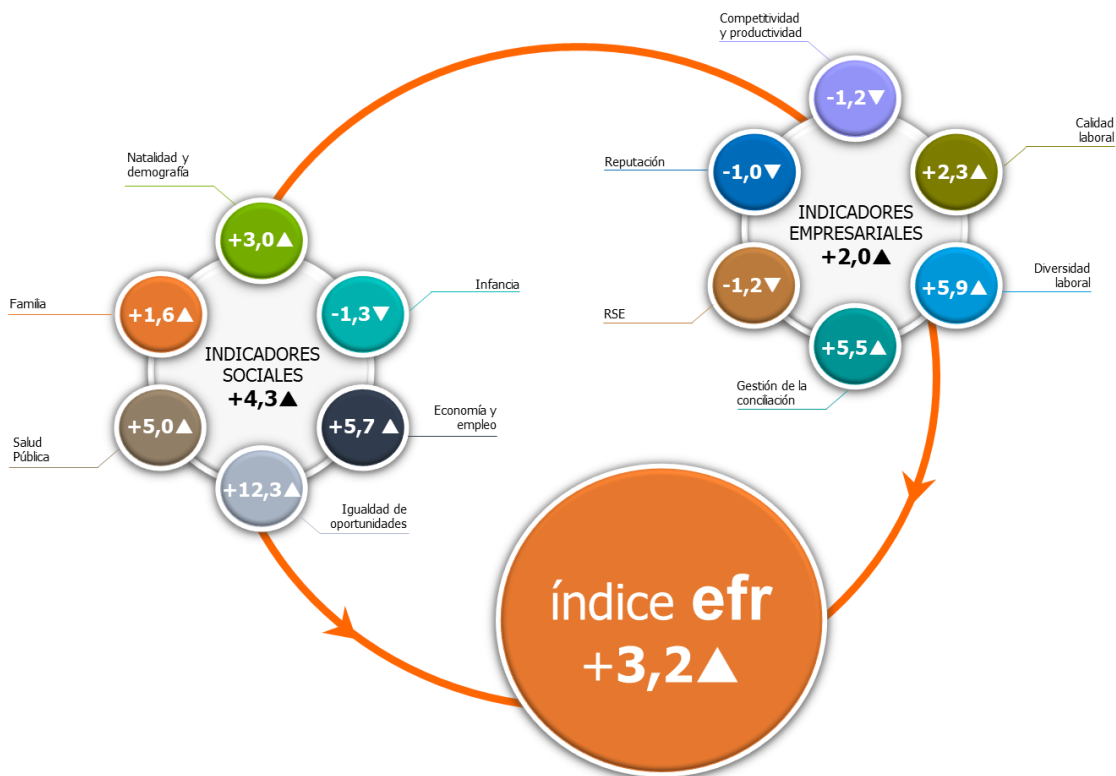 Competitividad
y productividad
-1,2▼
Calidad
laboral
+2,3▲
Reputación
-1,0▼
INDICADORES
EMPRESARIALES
+2,0▲
Diversidad
laboral
+5,9▲
RSE
-1,2▼
+5,5▲
Gestión de la
conciliación
Natalidad y
demografía
+3,0▲
Familia
+1,6▲
Infancia
-1,3▼
INDICADORES
SOCIALES
+4,3▲
Salud
Pública
+5,0▲
Economía y
empleo
+5,7 ▲
+12,3▲
Igualdad de
oportunidades
índice efr
+3,2▲